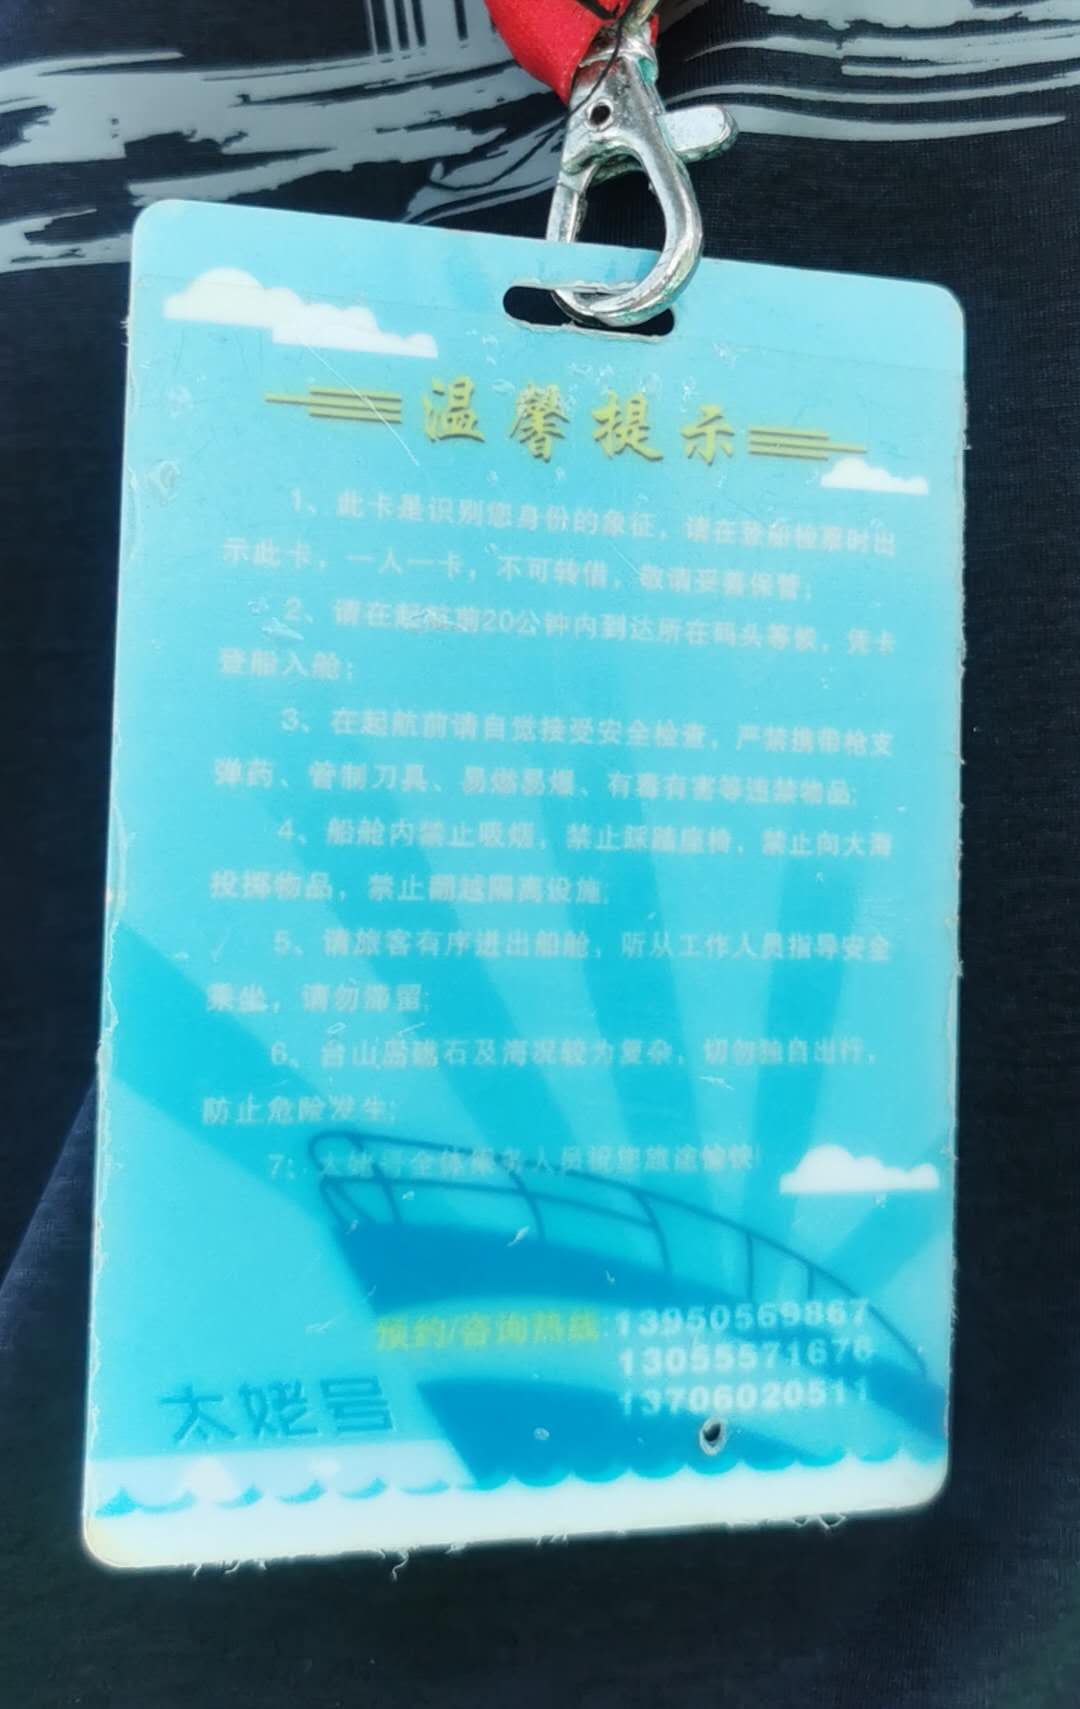 温馨提示
1、此卡是识别您身份的象征，请在登船检票时出
示此卡，一人一卡，不可转借，敬请妥善保管；
2、请在起航前20公钟内到达所在码头等候，凭卡
登船入舱；
3、在起航前请自觉接受安全检查，严禁携带枪支
弹药、管制刀具、易燃易爆、有毒有害等违禁物品；
4、船舱内禁止吸烟，禁止踩踏座椅，禁止向大海
投掷物品，禁止翻越隔离设施；
5、请旅客有序进出船舱，听从工作人员指导安全
乘坐，请勿滞留；
6、台山岛礁石及海况较为复杂，切勿独自出行，
防止危险发生；
7；太姥号全体服务人员祝您旅途愉快！
预约/咨询热线:13950569867
13055571676
13706020511
太姥号